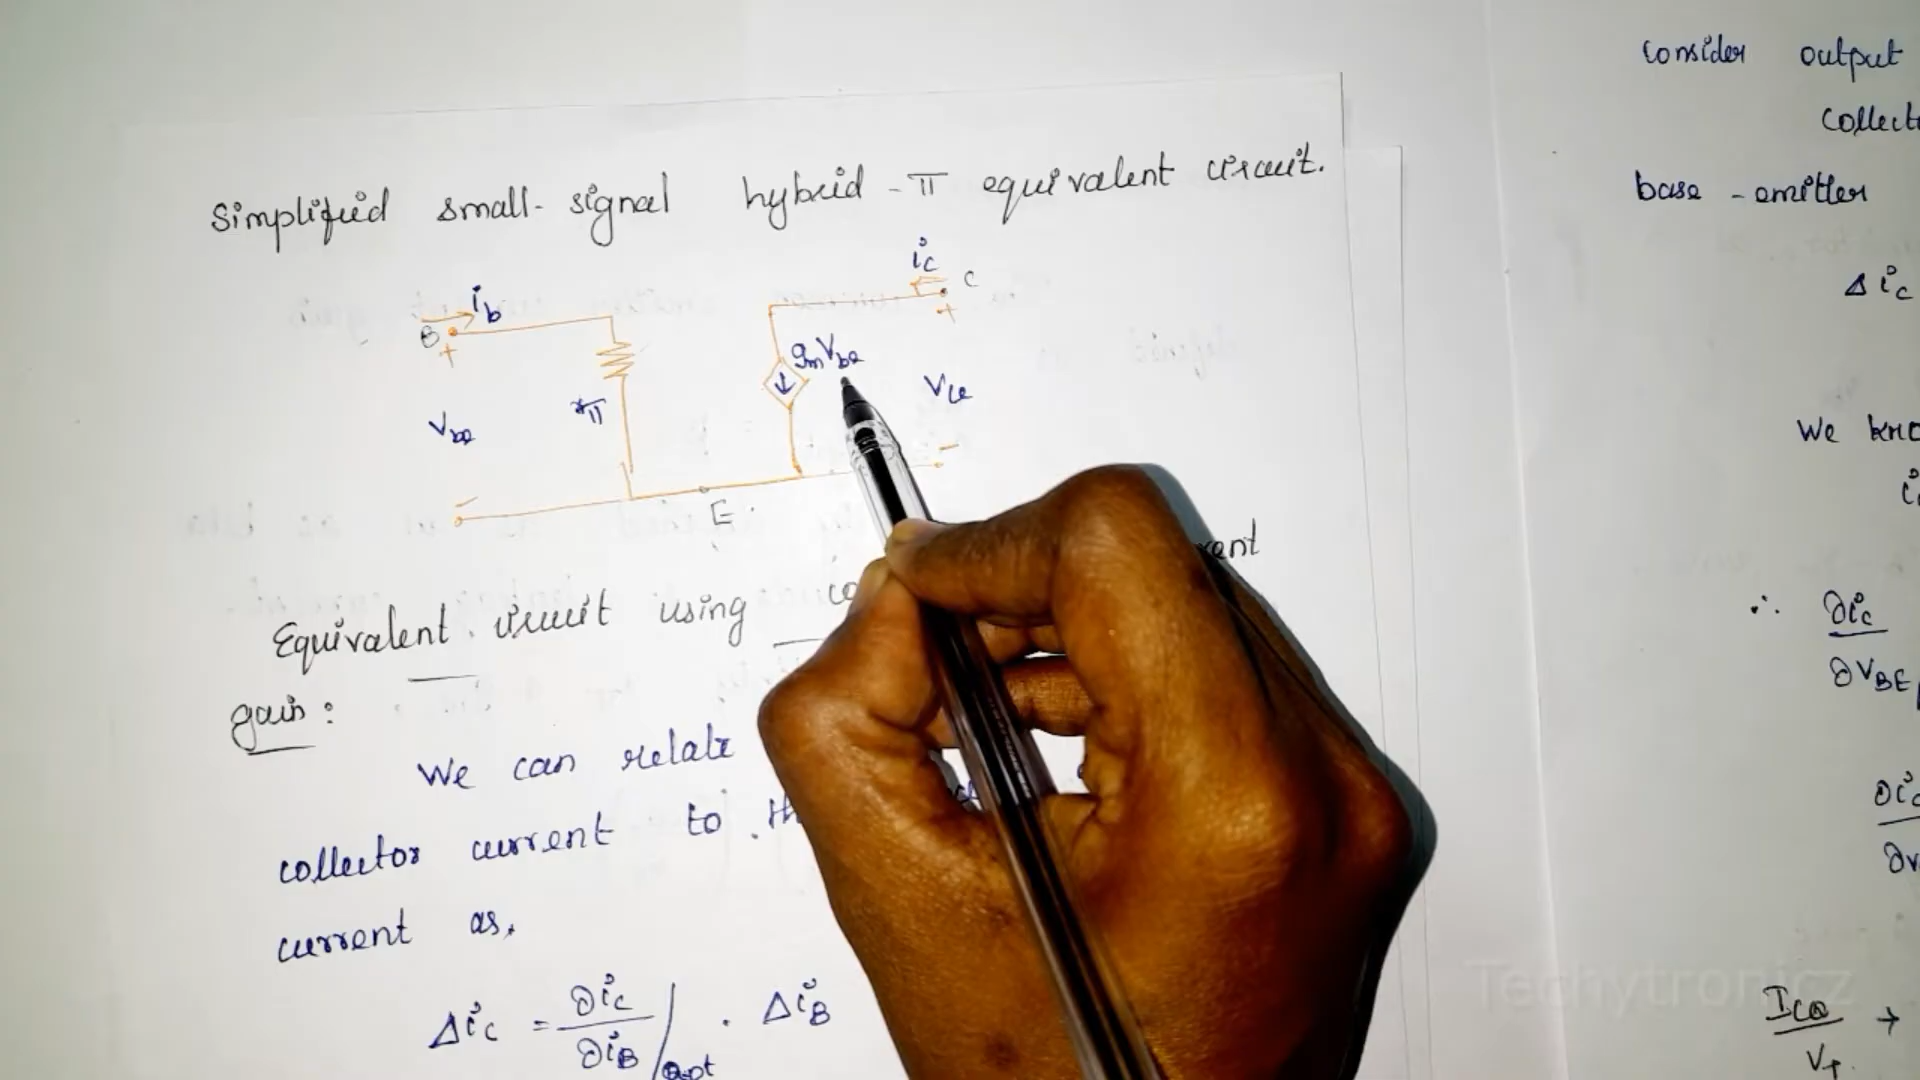 Simplified small-signal hybrid-π equivalent circuit.
ib
ic
C
B
+
+
gmVbe
Vbe
rπ
Vce
-
-
E
Equivalent circuit using
gain:
We can relate
collector current to
current as,
Δic = ∂ic / ∂iB | Q-pt . ΔiB
consider output
base-emitter
Δic
We
∴ ∂ic
∂VBE
ICQ →
VT
Techytronicz